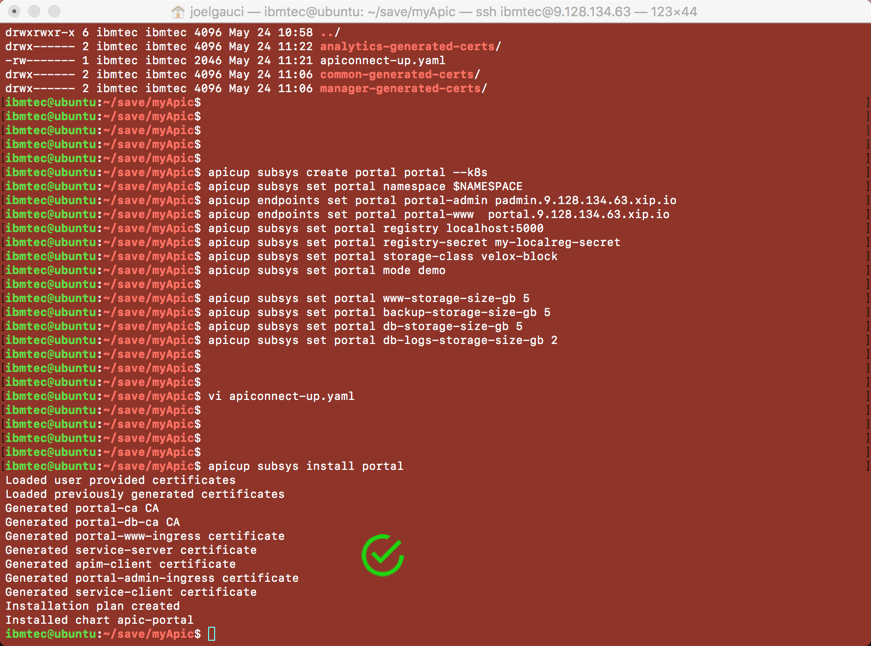 joelgauci — ibmtec@ubuntu: ~/save/myApic — ssh ibmtec@9.128.134.63 — 123×44
drwxrwxr-x 6 ibmtec ibmtec 4096 May 24 10:58 ../
drwx------ 2 ibmtec ibmtec 4096 May 24 11:22 analytics-generated-certs/
-rw------- 1 ibmtec ibmtec 2046 May 24 11:21 apiconnect-up.yaml
drwx------ 2 ibmtec ibmtec 4096 May 24 11:06 common-generated-certs/
drwx------ 2 ibmtec ibmtec 4096 May 24 11:06 manager-generated-certs/
ibmtec@ubuntu:~/save/myApic$
ibmtec@ubuntu:~/save/myApic$
ibmtec@ubuntu:~/save/myApic$
ibmtec@ubuntu:~/save/myApic$
ibmtec@ubuntu:~/save/myApic$
ibmtec@ubuntu:~/save/myApic$ apicup subsys create portal portal --k8s
ibmtec@ubuntu:~/save/myApic$ apicup subsys set portal namespace $NAMESPACE
ibmtec@ubuntu:~/save/myApic$ apicup endpoints set portal portal-admin padmin.9.128.134.63.xip.io
ibmtec@ubuntu:~/save/myApic$ apicup endpoints set portal portal-www  portal.9.128.134.63.xip.io
ibmtec@ubuntu:~/save/myApic$ apicup subsys set portal registry localhost:5000
ibmtec@ubuntu:~/save/myApic$ apicup subsys set portal registry-secret my-localreg-secret
ibmtec@ubuntu:~/save/myApic$ apicup subsys set portal storage-class velox-block
ibmtec@ubuntu:~/save/myApic$ apicup subsys set portal mode demo
ibmtec@ubuntu:~/save/myApic$
ibmtec@ubuntu:~/save/myApic$ apicup subsys set portal www-storage-size-gb 5
ibmtec@ubuntu:~/save/myApic$ apicup subsys set portal backup-storage-size-gb 5
ibmtec@ubuntu:~/save/myApic$ apicup subsys set portal db-storage-size-gb 5
ibmtec@ubuntu:~/save/myApic$ apicup subsys set portal db-logs-storage-size-gb 2
ibmtec@ubuntu:~/save/myApic$
ibmtec@ubuntu:~/save/myApic$
ibmtec@ubuntu:~/save/myApic$
ibmtec@ubuntu:~/save/myApic$ vi apiconnect-up.yaml
ibmtec@ubuntu:~/save/myApic$
ibmtec@ubuntu:~/save/myApic$
ibmtec@ubuntu:~/save/myApic$
ibmtec@ubuntu:~/save/myApic$
ibmtec@ubuntu:~/save/myApic$ apicup subsys install portal
Loaded user provided certificates
Loaded previously generated certificates
Generated portal-ca CA
Generated portal-db-ca CA
Generated portal-www-ingress certificate
Generated service-server certificate
Generated apim-client certificate
Generated portal-admin-ingress certificate
Generated service-client certificate
Installation plan created
Installed chart apic-portal
ibmtec@ubuntu:~/save/myApic$